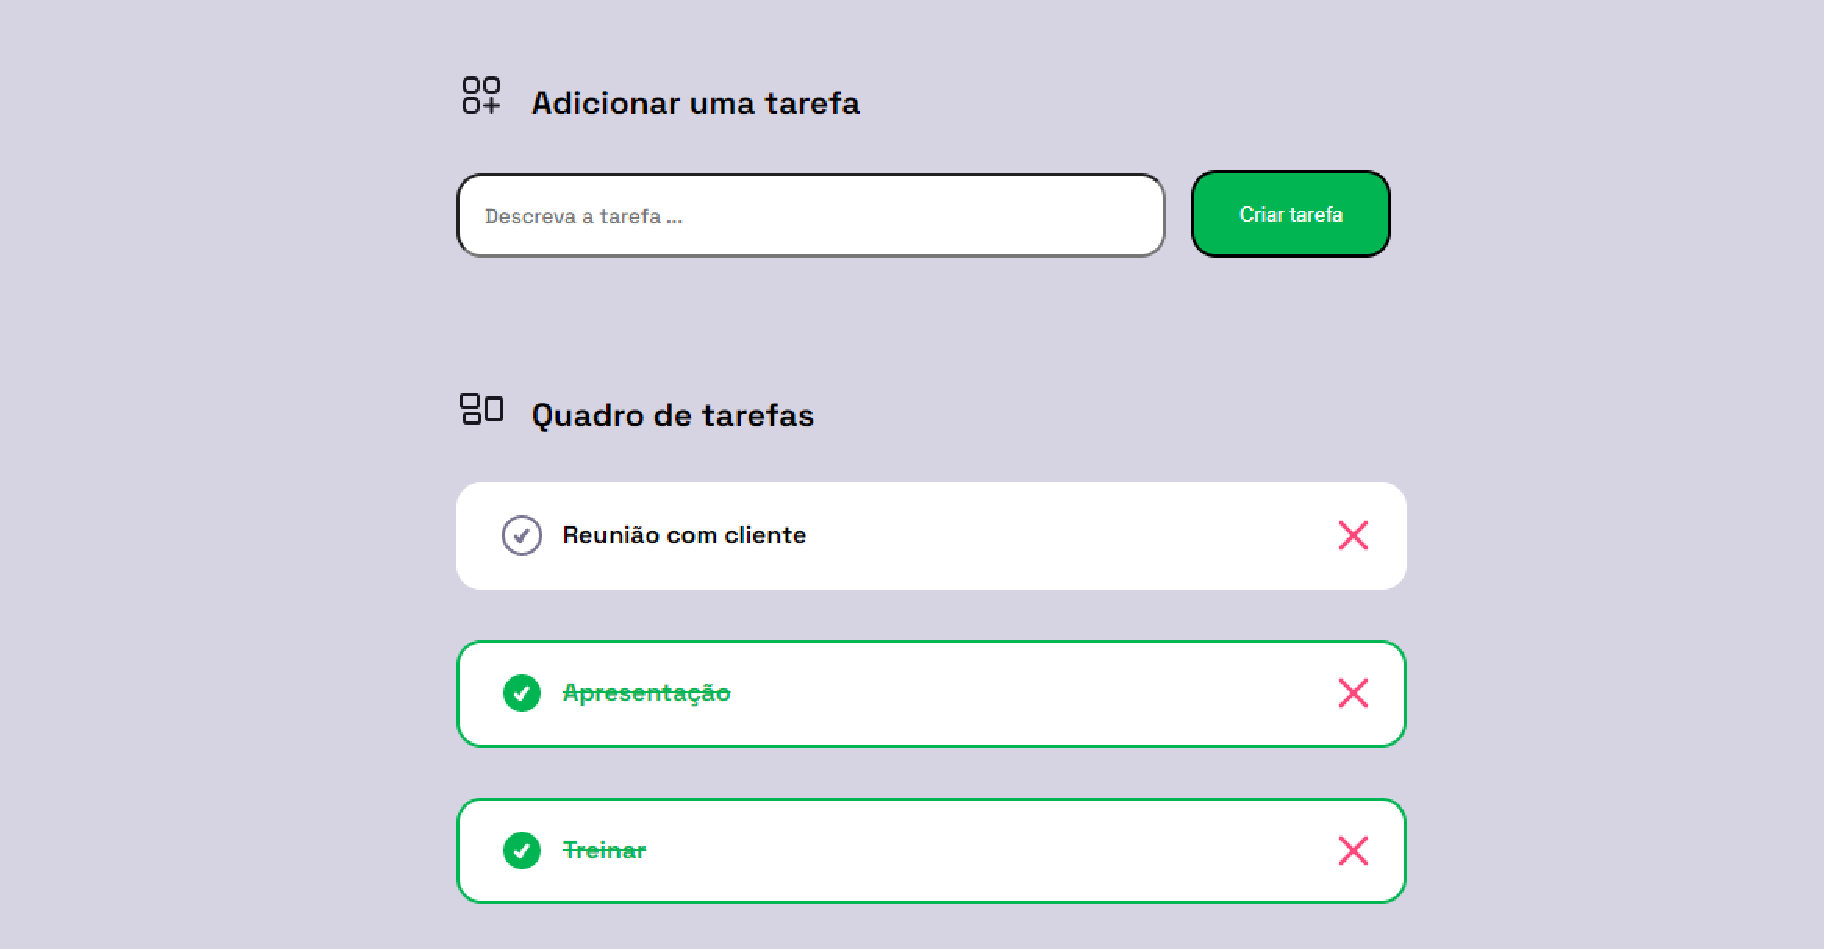 Adicionar uma tarefa
Descreva a tarefa ...
Criar tarefa
Quadro de tarefas
Reunião com cliente
Apresentação
Treinar